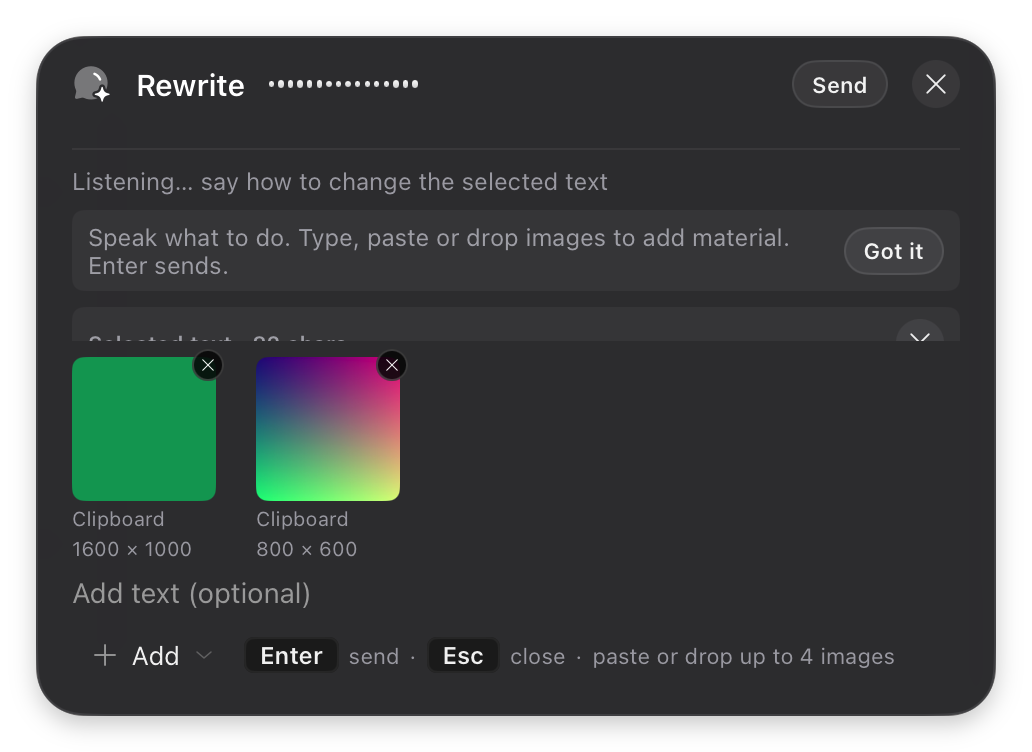 Rewrite
Send
Listening... say how to change the selected text
Speak what to do. Type, paste or drop images to add material.
Enter sends.
Got it
Clipboard
1600 × 1000
Clipboard
800 × 600
Add text (optional)
Add
Enter send · Esc close · paste or drop up to 4 images